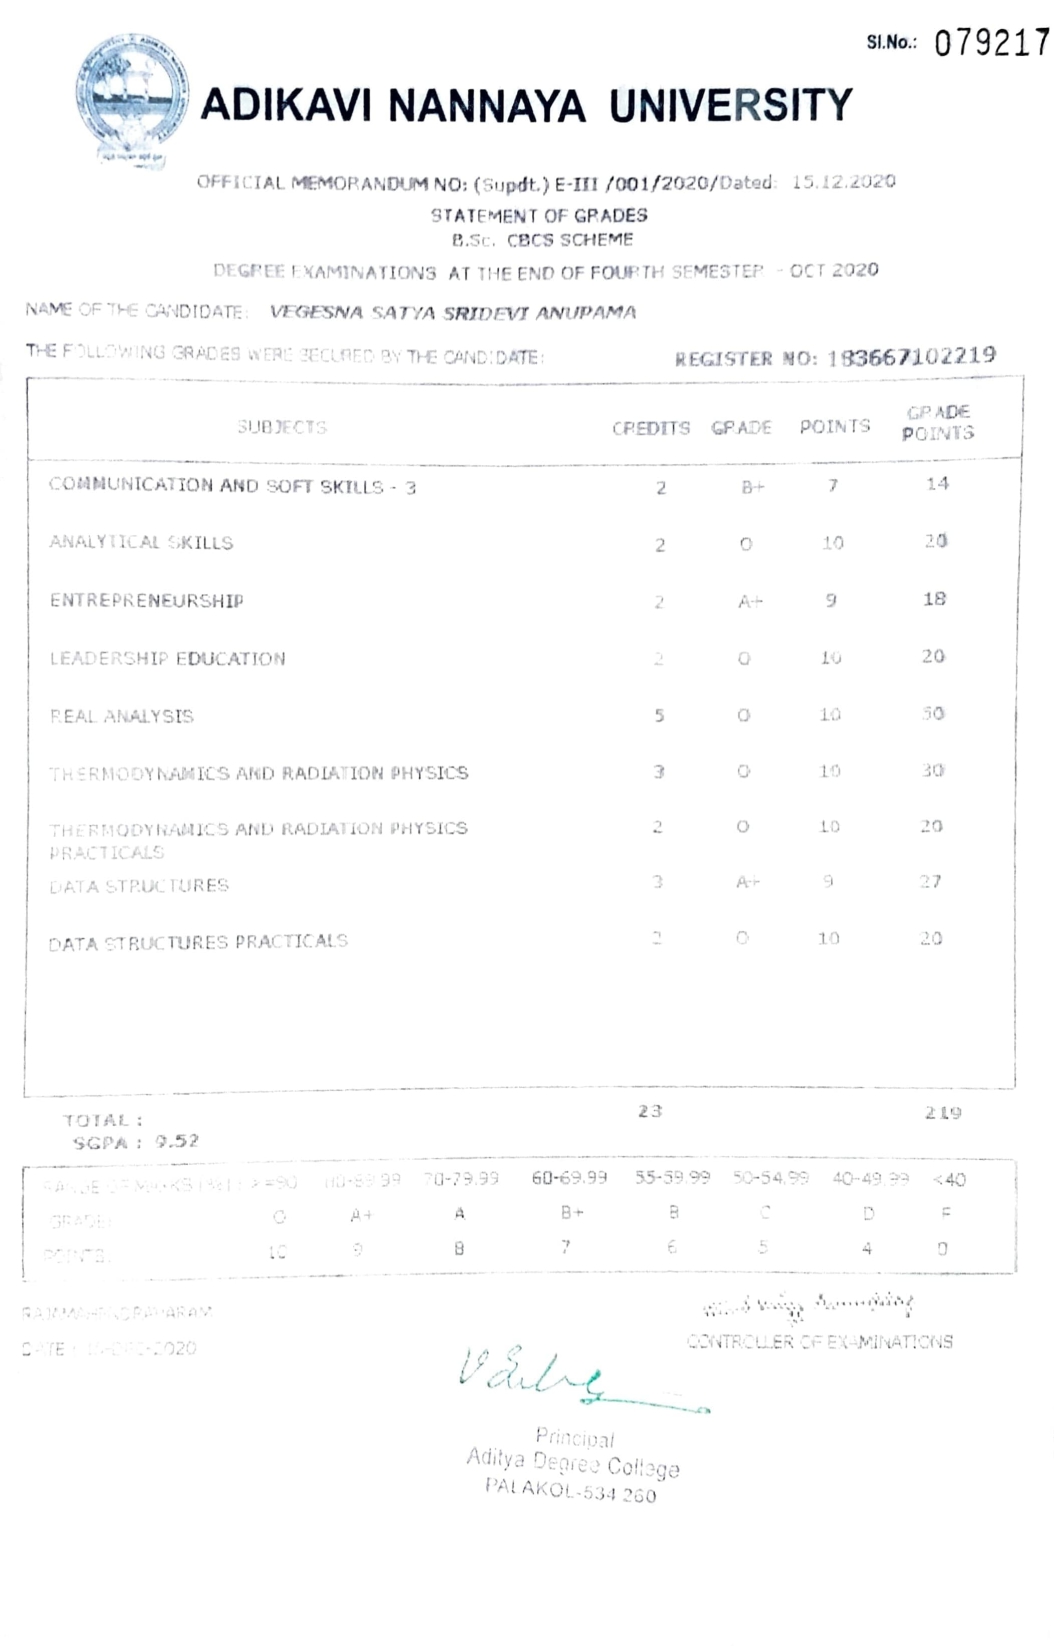 Sl.No.: 079217
ADIKAVI NANNAYA UNIVERSITY
OFFICIAL MEMORANDUM NO: (Supdt.) E-III /001/2020/Dated: 15.12.2020
STATEMENT OF GRADES
B.Sc. CBCS SCHEME
DEGREE EXAMINATIONS AT THE END OF FOURTH SEMESTER - OCT 2020
NAME OF THE CANDIDATE: VEGESNA SATYA SRIDEVI ANUPAMA
THE FOLLOWING GRADES WERE SECURED BY THE CANDIDATE: REGISTER NO: 183667102219
SUBJECTS CREDITS GRADE POINTS GRADE POINTS
COMMUNICATION AND SOFT SKILLS - 3 2 B+ 7 14
ANALYTICAL SKILLS 2 O 10 20
ENTREPRENEURSHIP 2 A+ 9 18
LEADERSHIP EDUCATION 2 O 10 20
REAL ANALYSIS 5 O 10 50
THERMODYNAMICS AND RADIATION PHYSICS 3 O 10 30
THERMODYNAMICS AND RADIATION PHYSICS 2 O 10 20
PRACTICALS
DATA STRUCTURES 3 A+ 9 27
DATA STRUCTURES PRACTICALS 2 O 10 20
TOTAL : 23 219
SGPA : 9.52
RANGE OF MARKS (%) : >=90 80-89.99 70-79.99 60-69.99 55-59.99 50-54.99 40-49.99 <40
GRADE: O A+ A B+ B C D F
POINTS: 10 9 8 7 6 5 4 0
RAJAMAHENDRAVARAM
DATE : 15-DEC-2020
CONTROLLER OF EXAMINATIONS
Principal
Aditya Degree College
PALAKOL-534 260